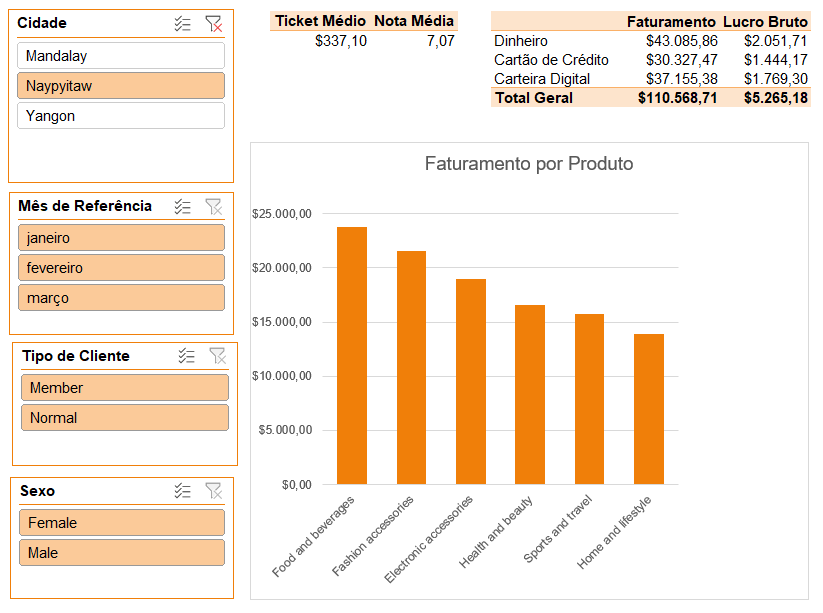 Cidade
Mandalay
Naypyitaw
Yangon
Mês de Referência
janeiro
fevereiro
março
Tipo de Cliente
Member
Normal
Sexo
Female
Male
Ticket Médio Nota Média
$337,10 7,07
Faturamento Lucro Bruto
Dinheiro $43.085,86 $2.051,71
Cartão de Crédito $30.327,47 $1.444,17
Carteira Digital $37.155,38 $1.769,30
Total Geral $110.568,71 $5.265,18
Faturamento por Produto
$25.000,00
$20.000,00
$15.000,00
$10.000,00
$5.000,00
$0,00
Food and beverages
Fashion accessories
Electronic accessories
Health and beauty
Sports and travel
Home and lifestyle